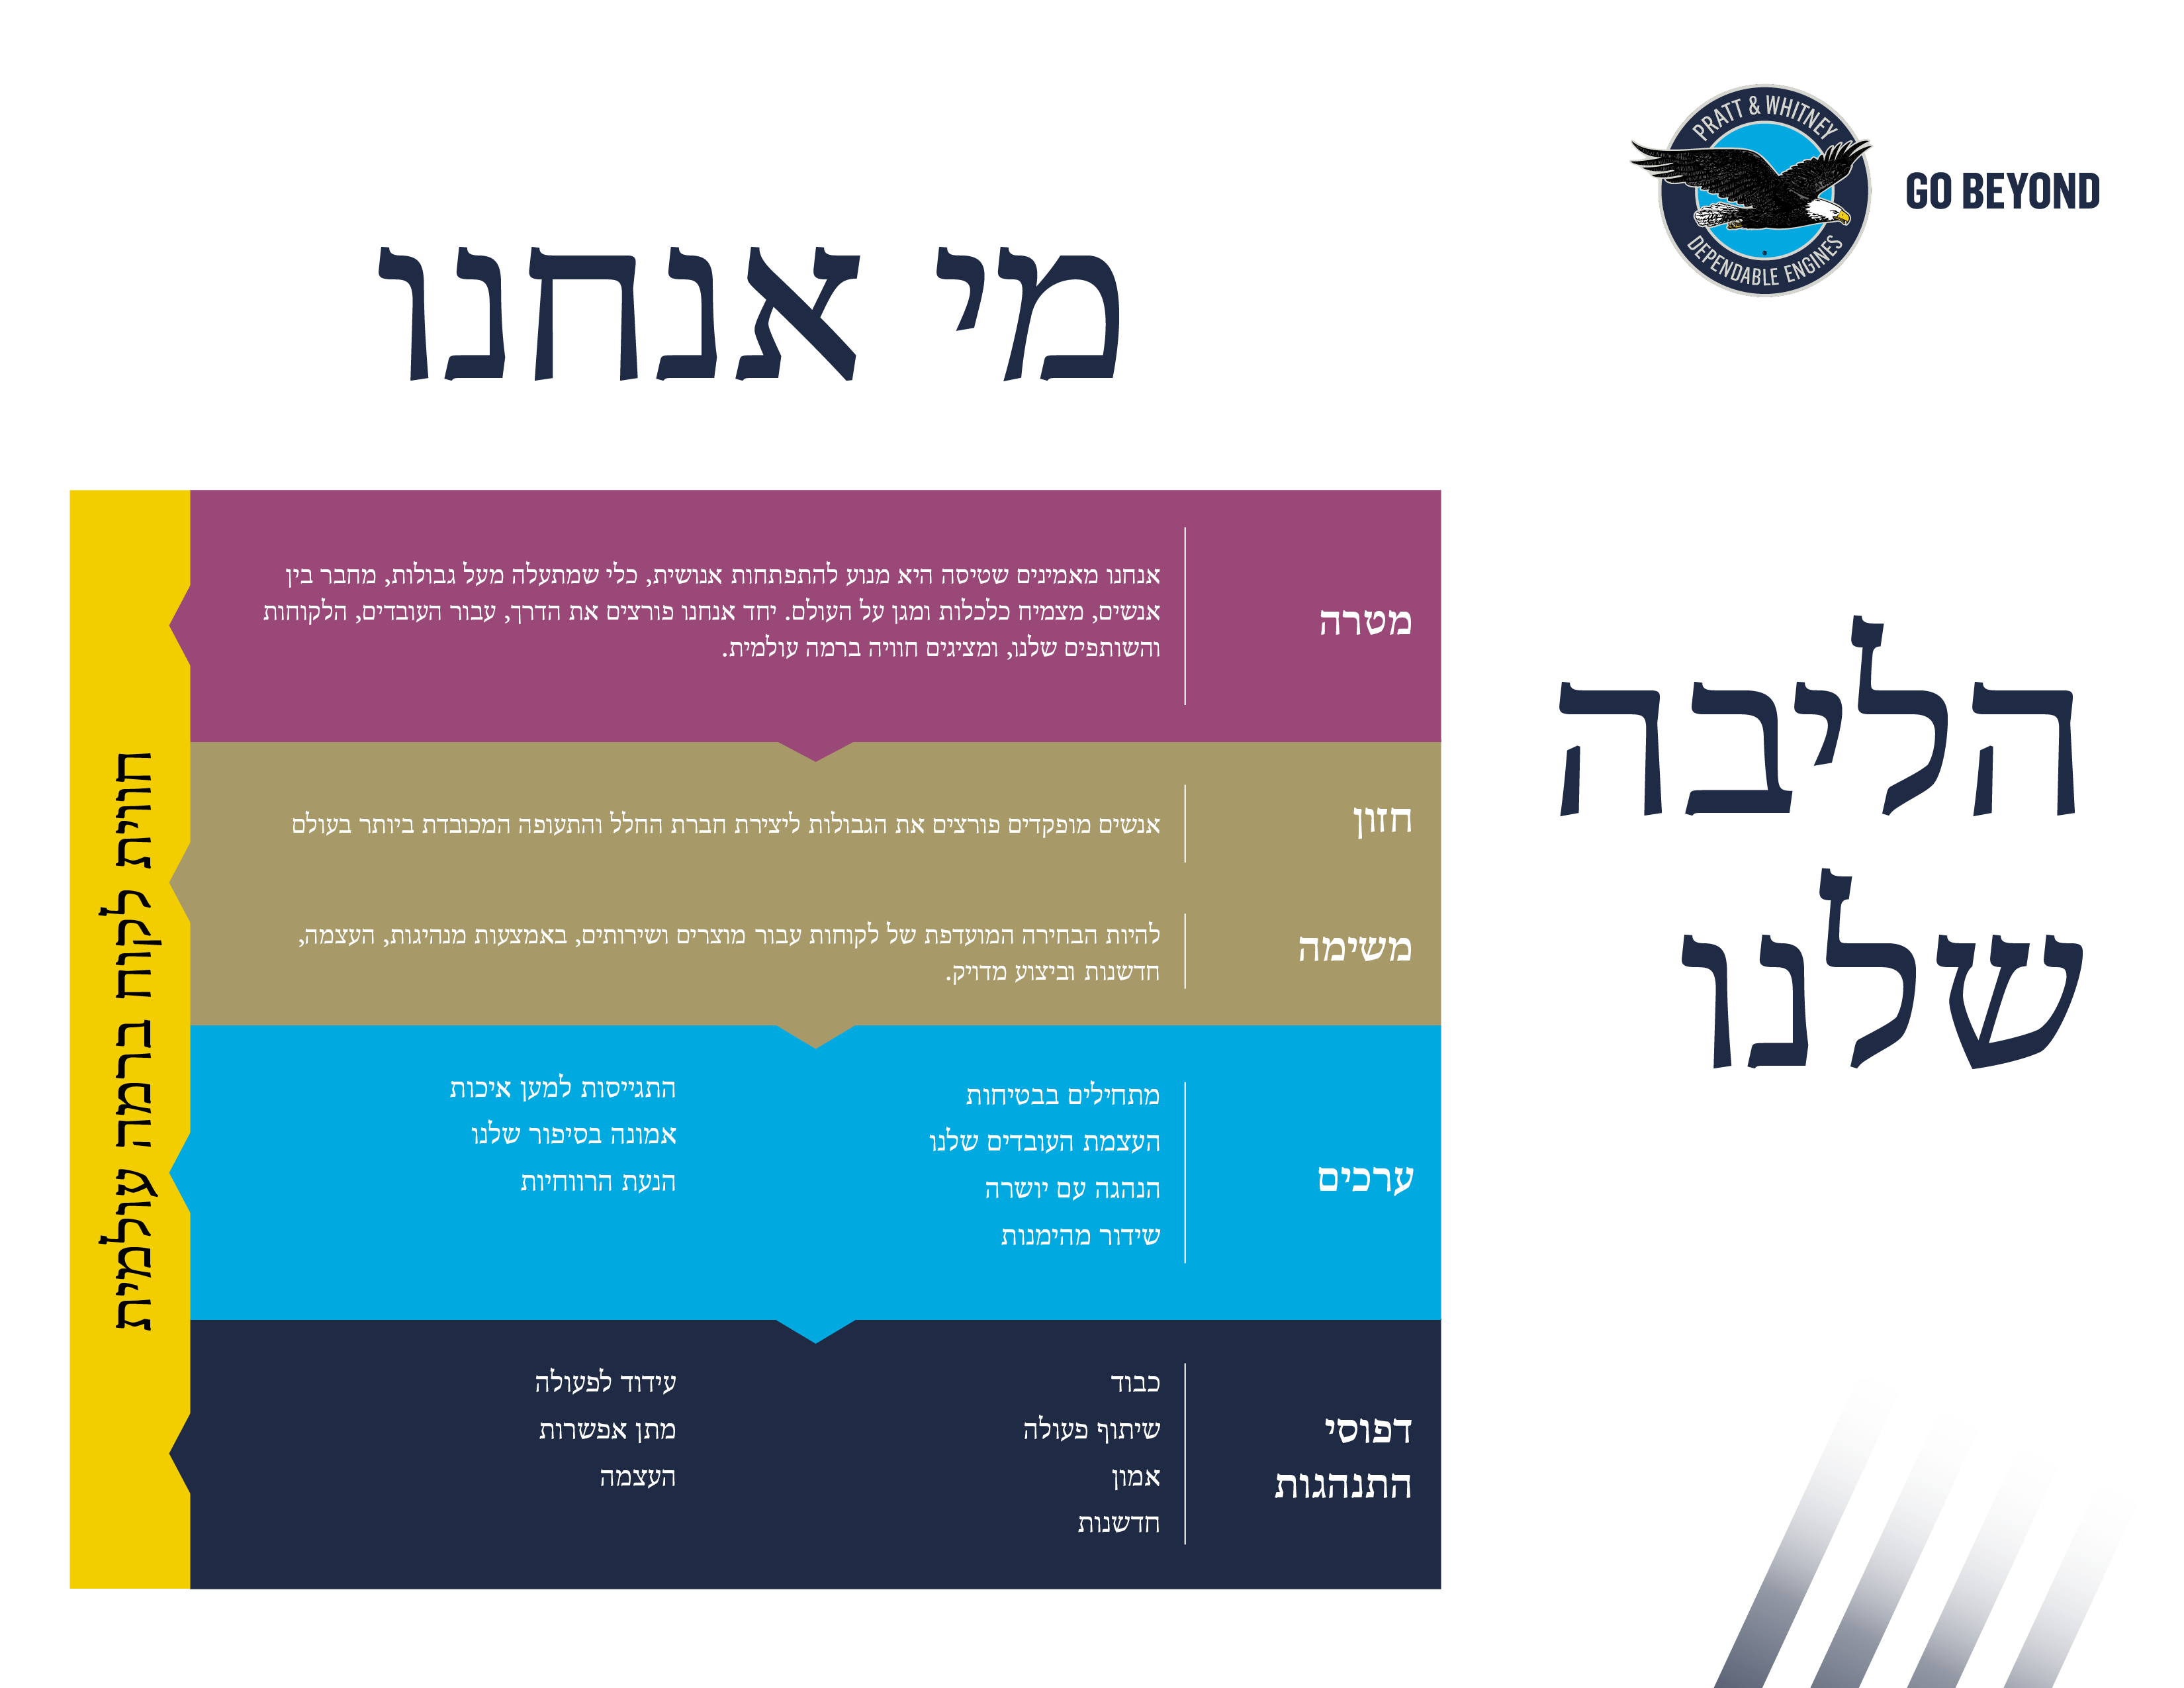 PRATT & WHITNEY
DEPENDABLE ENGINES
GO BEYOND
מי אנחנו
הליבה
שלנו
מטרה
אנחנו מאמינים שטיסה היא מנוע להתפתחות אנושית, כלי שמתעלה מעל גבולות, מחבר בין
אנשים, מצמיח כלכלות ומגן על העולם. יחד אנחנו פורצים את הדרך, עבור העובדים, הלקוחות
והשותפים שלנו, ומציגים חוויה ברמה עולמית.
חזון
אנשים מופקדים פורצים את הגבולות ליצירת חברת החלל והתעופה המכובדת ביותר בעולם
משימה
להיות הבחירה המועדפת של לקוחות עבור מוצרים ושירותים, באמצעות מנהיגות, העצמה,
חדשנות וביצוע מדויק.
ערכים
מתחילים בבטיחות
העצמת העובדים שלנו
הנהגה עם יושרה
שידור מהימנות
התגייסות למען איכות
אמונה בסיפור שלנו
הנעת הרווחיות
דפוסי
התנהגות
כבוד
שיתוף פעולה
אמון
חדשנות
עידוד לפעולה
מתן אפשרות
העצמה
חווית לקוח ברמה עולמית